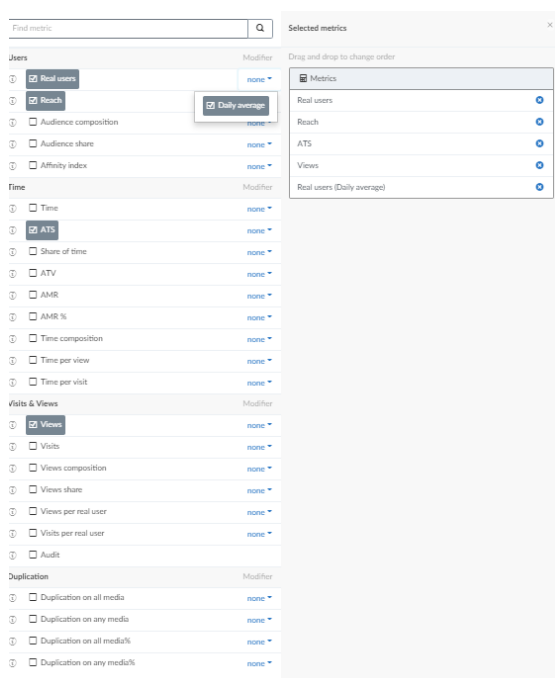 Find metric
Users Modifier
Real users none
Reach
Daily average
Audience composition none
Audience share none
Affinity index none
Time Modifier
Time none
ATS none
Share of time none
ATV none
AMR none
AMR % none
Time composition none
Time per view none
Time per visit none
Visits & Views Modifier
Views none
Visits none
Views composition none
Views share none
Views per real user none
Visits per real user none
Audit
Duplication Modifier
Duplication on all media none
Duplication on any media none
Duplication on all media% none
Duplication on any media% none
Selected metrics ×
Drag and drop to change order
Metrics
Real users
Reach
ATS
Views
Real users (Daily average)